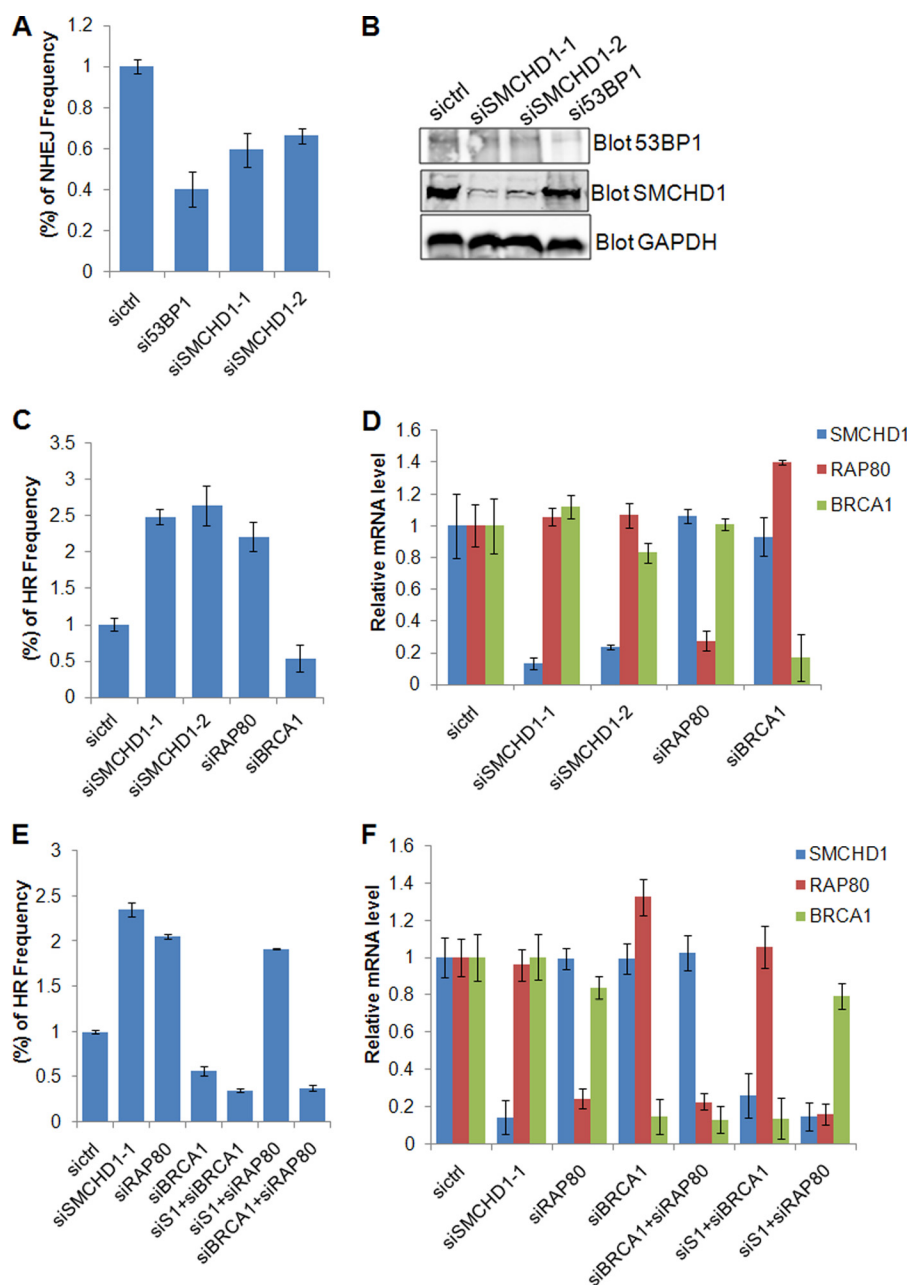 A
(%) of NHEJ Frequency
1.2
1
0.8
0.6
0.4
0.2
0
sictrl
si53BP1
siSMCHD1-1
siSMCHD1-2
B
sictrl
siSMCHD1-1
siSMCHD1-2
si53BP1
Blot 53BP1
Blot SMCHD1
Blot GAPDH
C
(%) of HR Frequency
3.5
3
2.5
2
1.5
1
0.5
0
sictrl
siSMCHD1-1
siSMCHD1-2
siRAP80
siBRCA1
D
Relative mRNA level
1.6
1.4
1.2
1
0.8
0.6
0.4
0.2
0
sictrl
siSMCHD1-1
siSMCHD1-2
siRAP80
siBRCA1
SMCHD1
RAP80
BRCA1
E
(%) of HR Frequency
3
2.5
2
1.5
1
0.5
0
sictrl
siSMCHD1-1
siRAP80
siBRCA1
siS1+siBRCA1
siS1+siRAP80
siBRCA1+siRAP80
F
Relative mRNA level
1.6
1.4
1.2
1
0.8
0.6
0.4
0.2
0
sictrl
siSMCHD1-1
siRAP80
siBRCA1
siBRCA1+siRAP80
siS1+siBRCA1
siS1+siRAP80
SMCHD1
RAP80
BRCA1